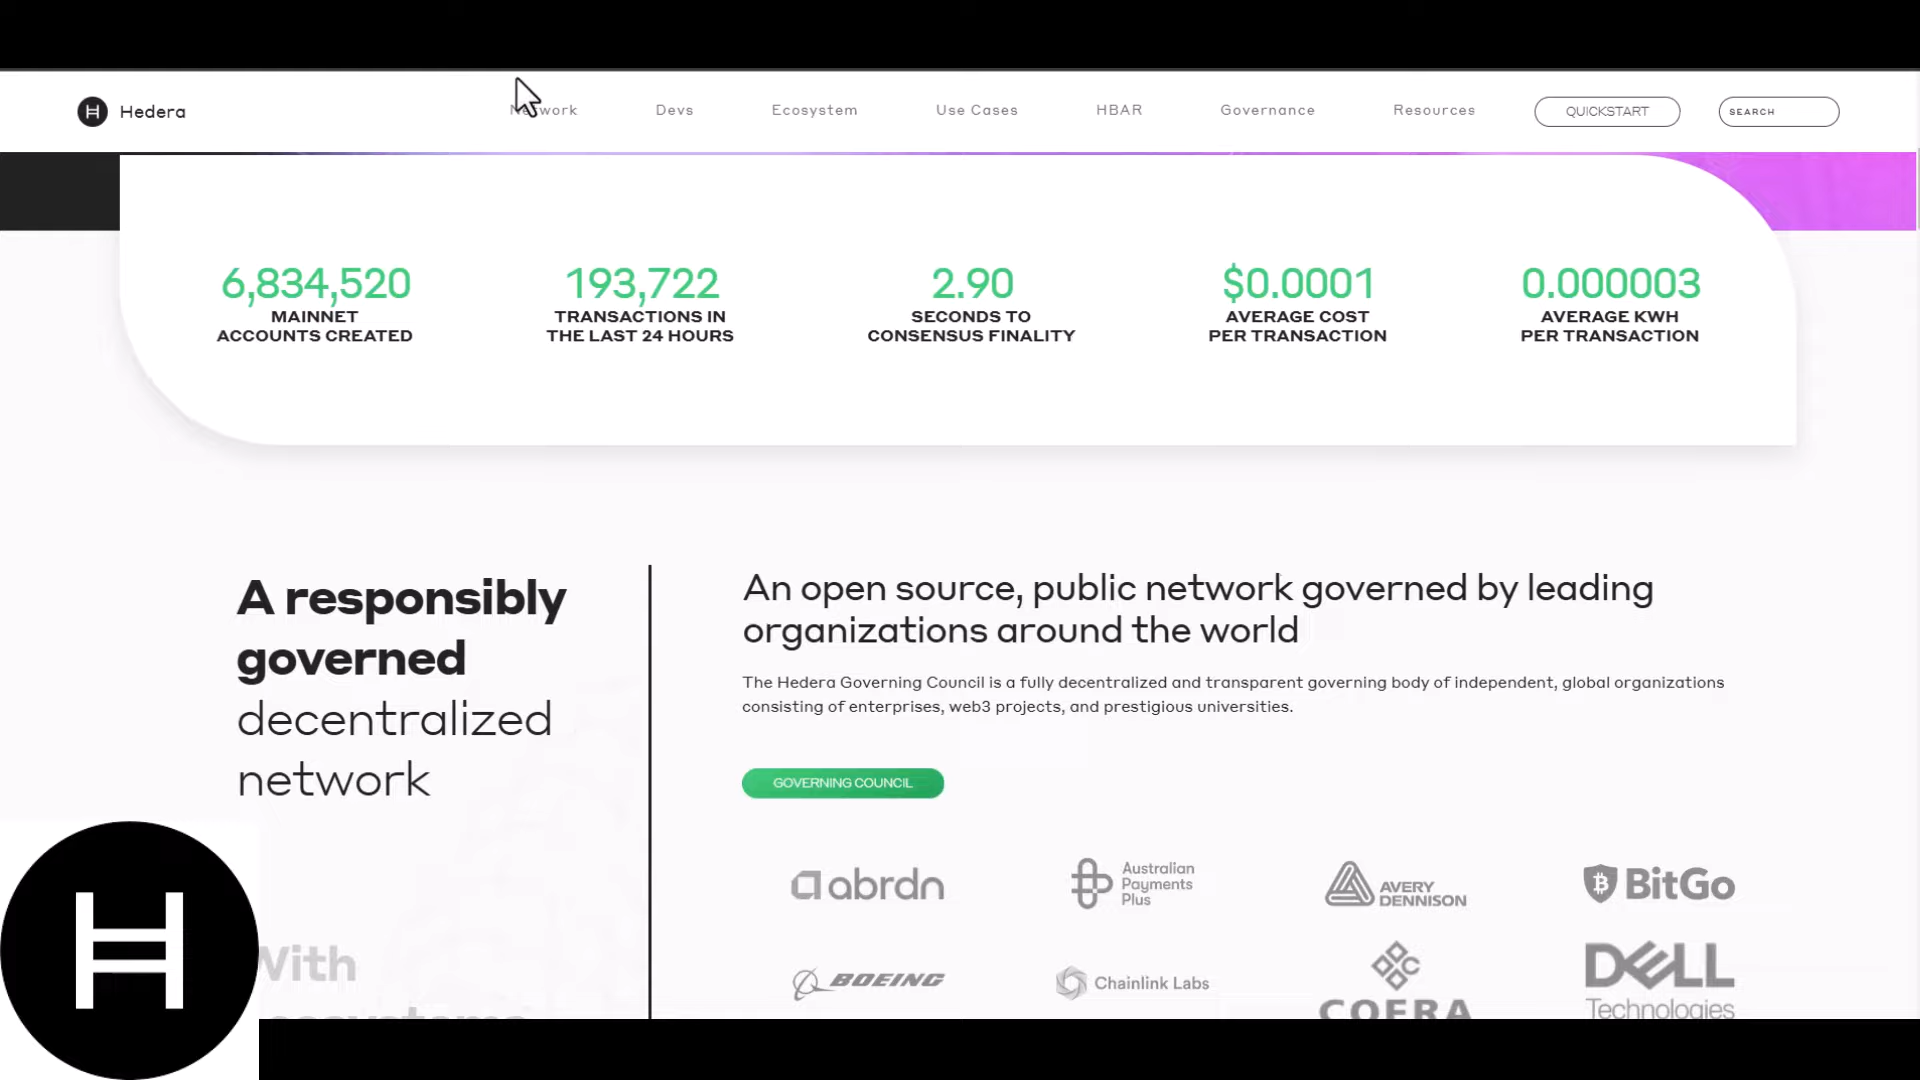 Hedera
Network
Devs
Ecosystem
Use Cases
HBAR
Governance
Resources
QUICKSTART
SEARCH
6,834,520
MAINNET
ACCOUNTS CREATED
193,722
TRANSACTIONS IN
THE LAST 24 HOURS
2.90
SECONDS TO
CONSENSUS FINALITY
$0.0001
AVERAGE COST
PER TRANSACTION
0.000003
AVERAGE KWH
PER TRANSACTION
A responsibly
governed
decentralized
network
An open source, public network governed by leading
organizations around the world
The Hedera Governing Council is a fully decentralized and transparent governing body of independent, global organizations
consisting of enterprises, web3 projects, and prestigious universities.
GOVERNING COUNCIL
abrdn
Australian
Payments
Plus
AVERY
DENNISON
BitGo
BOEING
Chainlink Labs
COFRA
DELL
Technologies
With